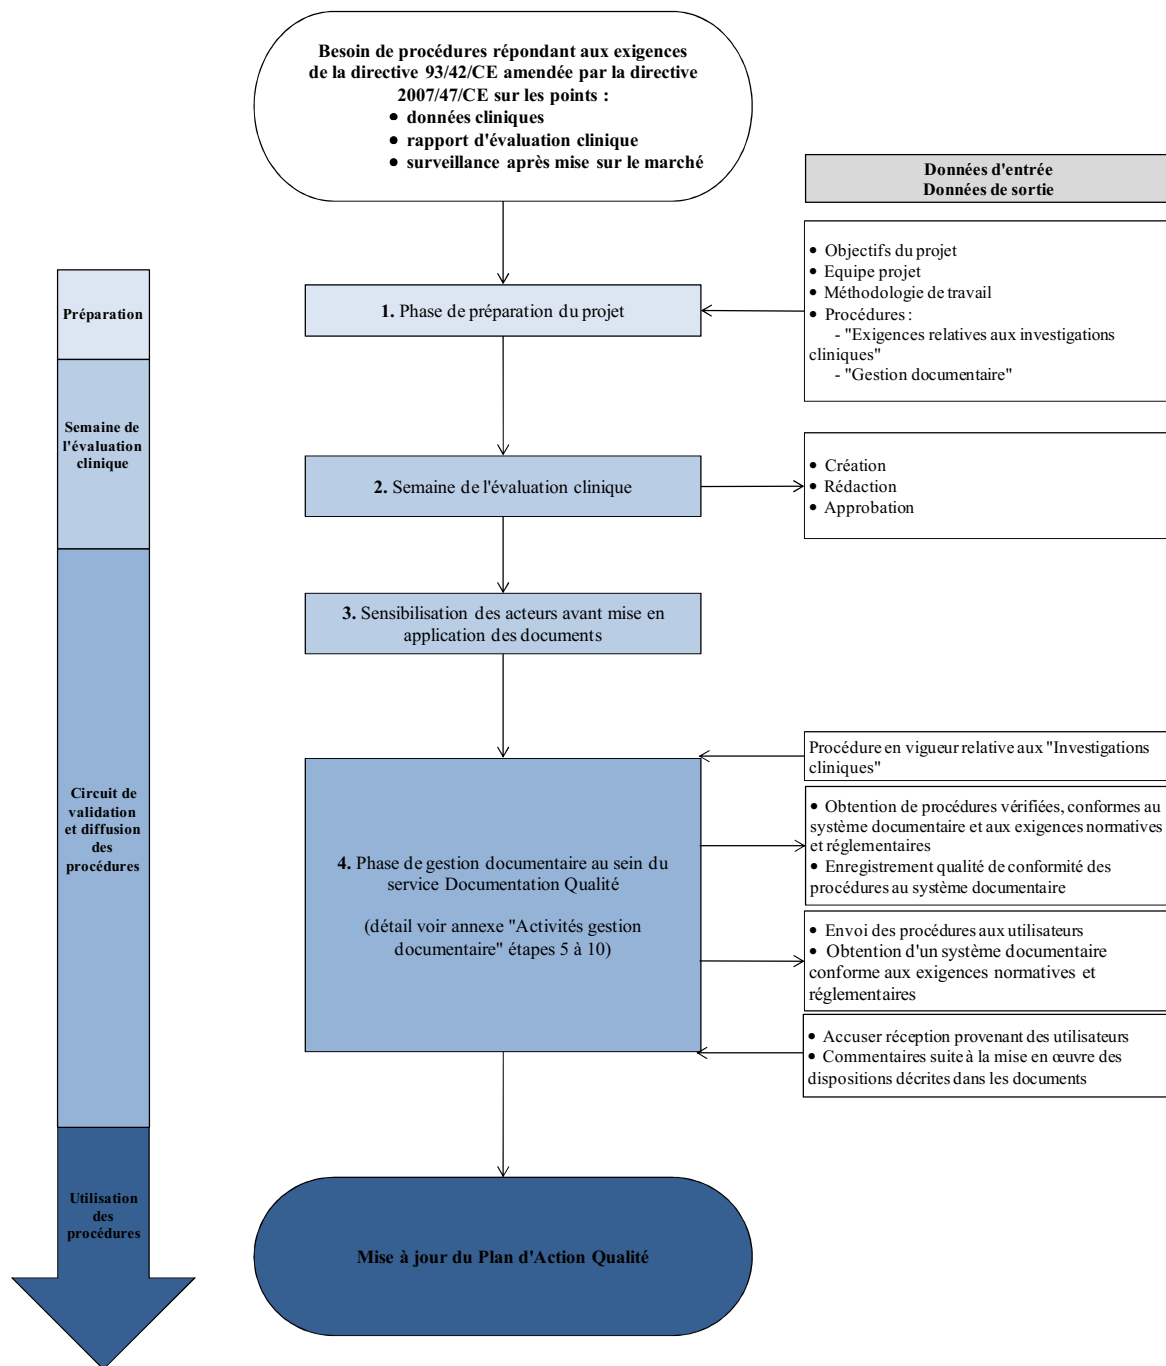 Besoin de procédures répondant aux exigences
de la directive 93/42/CE amendée par la directive
2007/47/CE sur les points :
• données cliniques
• rapport d'évaluation clinique
• surveillance après mise sur le marché
Données d'entrée
Données de sortie
Préparation
1. Phase de préparation du projet
• Objectifs du projet
• Equipe projet
• Méthodologie de travail
• Procédures :
- "Exigences relatives aux investigations
cliniques"
- "Gestion documentaire"
Semaine de
l'évaluation
clinique
2. Semaine de l'évaluation clinique
• Création
• Rédaction
• Approbation
3. Sensibilisation des acteurs avant mise en
application des documents
Circuit de
validation
et diffusion
des
procédures
4. Phase de gestion documentaire au sein du
service Documentation Qualité
(détail voir annexe "Activités gestion
documentaire" étapes 5 à 10)
Procédure en vigueur relative aux "Investigations
cliniques"
• Obtention de procédures vérifiées, conformes au
système documentaire et aux exigences normatives
et réglementaires
• Enregistrement qualité de conformité des
procédures au système documentaire
• Envoi des procédures aux utilisateurs
• Obtention d'un système documentaire
conforme aux exigences normatives et
réglementaires
• Accuser réception provenant des utilisateurs
• Commentaires suite à la mise en œuvre des
dispositions décrites dans les documents
Utilisation
des
procédures
Mise à jour du Plan d'Action Qualité